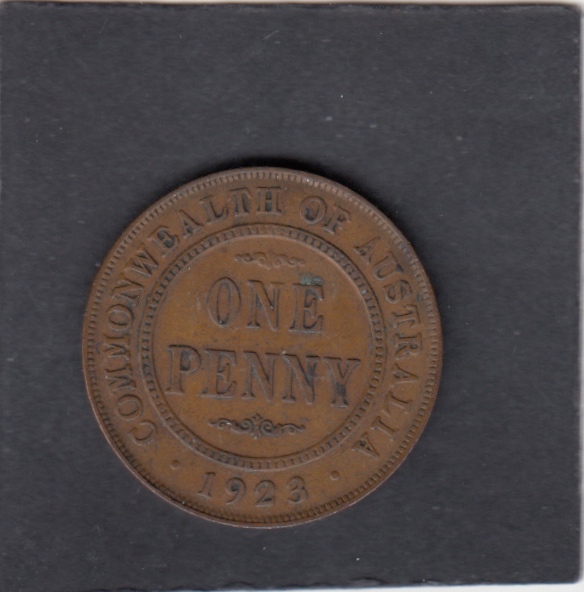 COMMONWEALTH OF AUSTRALIA
ONE
PENNY
· 1923 ·